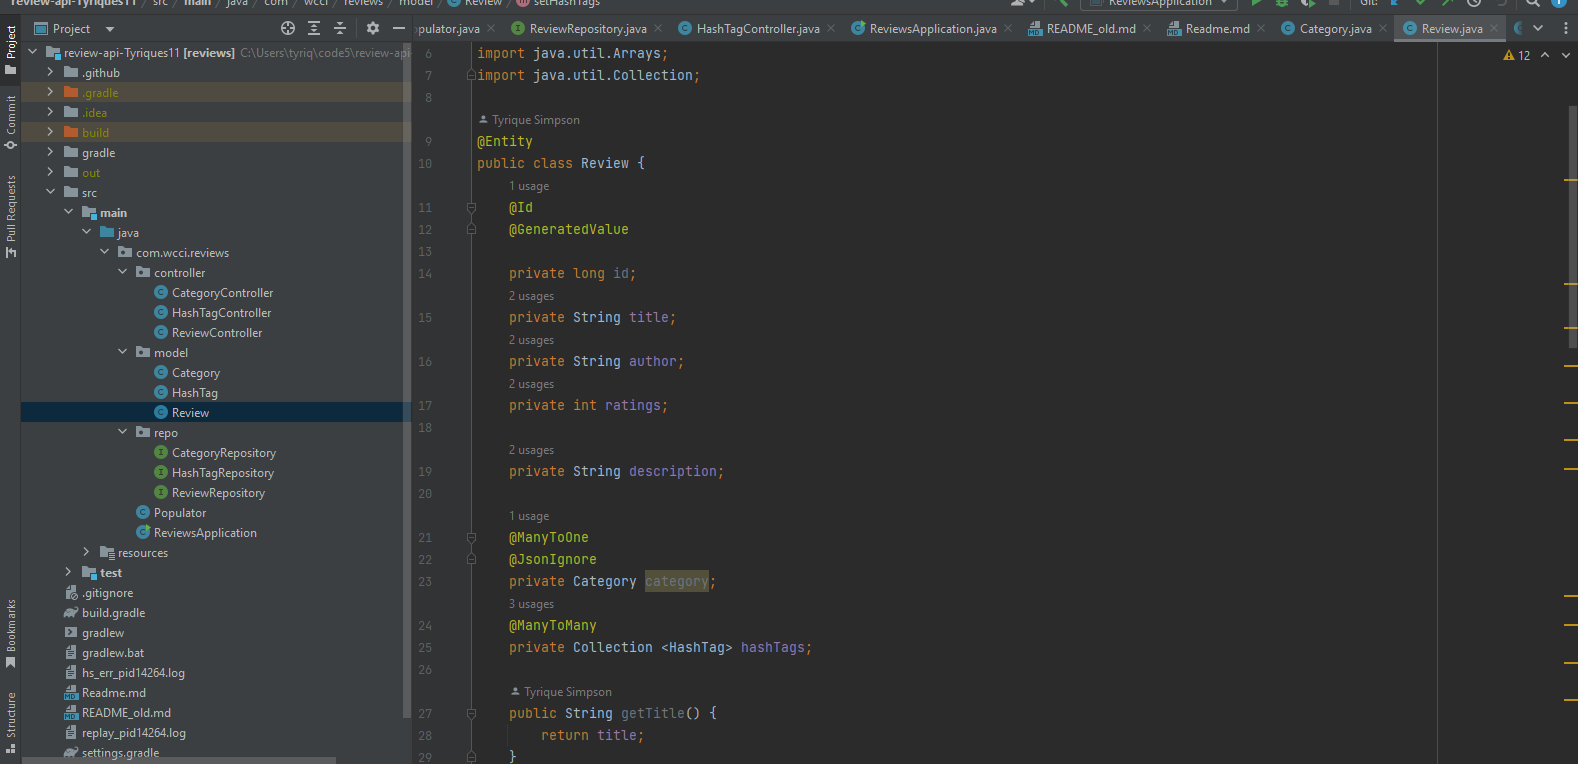 review-api-Tyriques11 / src / main / java / com / wcci / reviews / model / Review / setHashTags
ReviewsApplication Git:
Project
pulator.java ReviewRepository.java HashTagController.java ReviewsApplication.java README_old.md Readme.md Category.java Review.java
Project
Commit
Pull Requests
Bookmarks
Structure
review-api-Tyriques11 [reviews] C:\Users\tyriq\code5\review-api
.github
.gradle
.idea
build
gradle
out
src
main
java
com.wcci.reviews
controller
CategoryController
HashTagController
ReviewController
model
Category
HashTag
Review
repo
CategoryRepository
HashTagRepository
ReviewRepository
Populator
ReviewsApplication
resources
test
.gitignore
build.gradle
gradlew
gradlew.bat
hs_err_pid14264.log
Readme.md
README_old.md
replay_pid14264.log
settings.gradle
12
6 import java.util.Arrays;
7 import java.util.Collection;
8
Tyrique Simpson
9 @Entity
10 public class Review {
1 usage
11 @Id
12 @GeneratedValue
13
14 private long id;
2 usages
15 private String title;
2 usages
16 private String author;
2 usages
17 private int ratings;
18
2 usages
19 private String description;
20
1 usage
21 @ManyToOne
22 @JsonIgnore
23 private Category category;
3 usages
24 @ManyToMany
25 private Collection <HashTag> hashTags;
26
Tyrique Simpson
27 public String getTitle() {
28 return title;
29 }